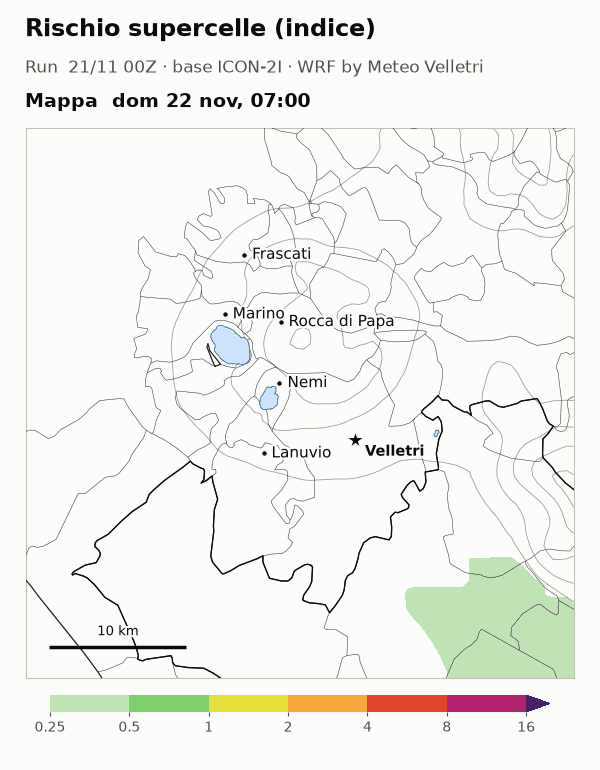 Rischio supercelle (indice)
Run  21/11 00Z · base ICON-2I · WRF by Meteo Velletri
Mappa  dom 22 nov, 07:00
Frascati
Marino
Rocca di Papa
Nemi
Velletri
Lanuvio
10 km
0.25 0.5 1 2 4 8 16